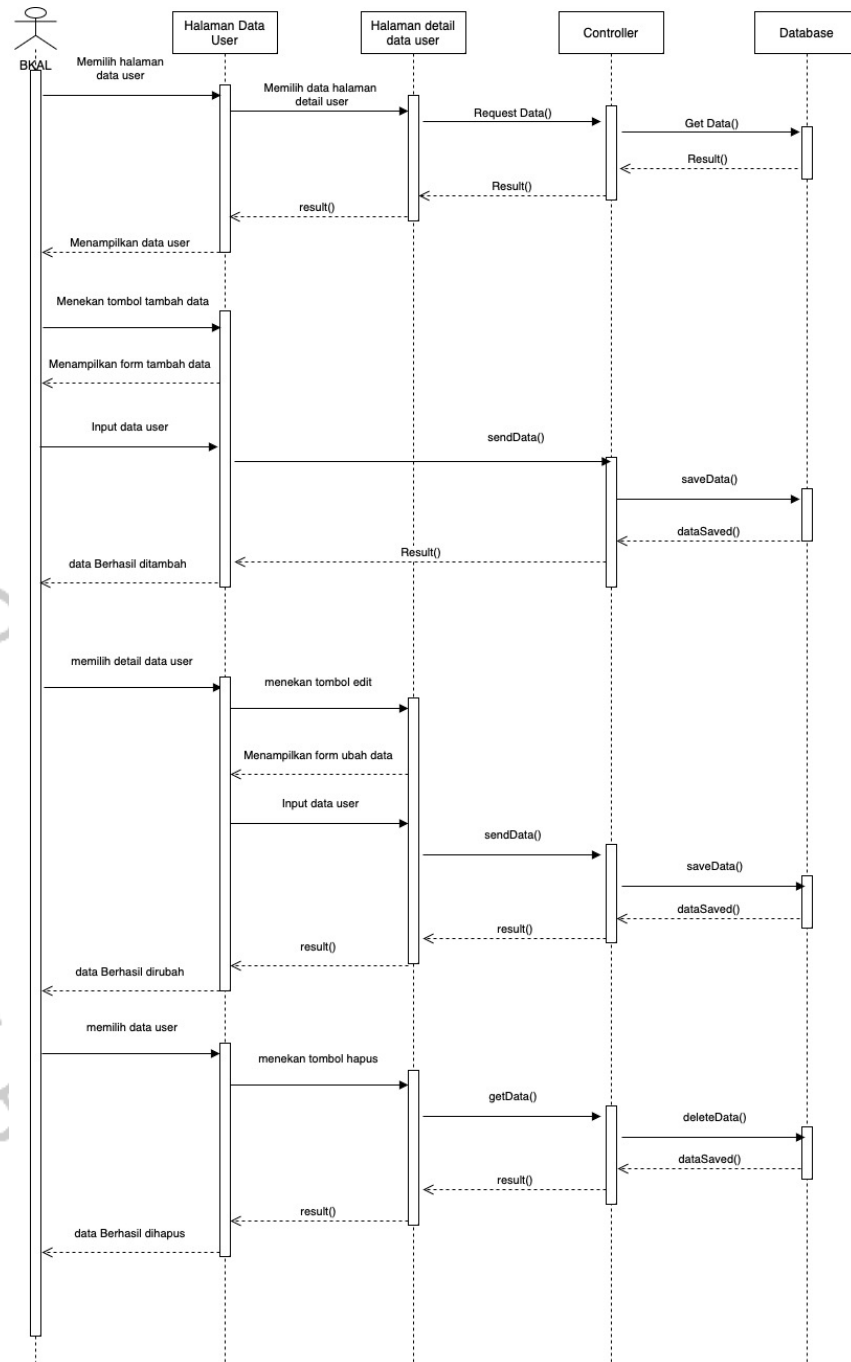 Halaman Data
User
Halaman detail
data user
Controller
Database
BKAL
Memilih halaman
data user
Memilih data halaman
detail user
Request Data()
Get Data()
Result()
Result()
result()
Menampilkan data user
Menekan tombol tambah data
Menampilkan form tambah data
Input data user
sendData()
saveData()
dataSaved()
Result()
data Berhasil ditambah
memilih detail data user
menekan tombol edit
Menampilkan form ubah data
Input data user
sendData()
saveData()
dataSaved()
result()
result()
data Berhasil dirubah
memilih data user
menekan tombol hapus
getData()
deleteData()
dataSaved()
result()
result()
data Berhasil dihapus